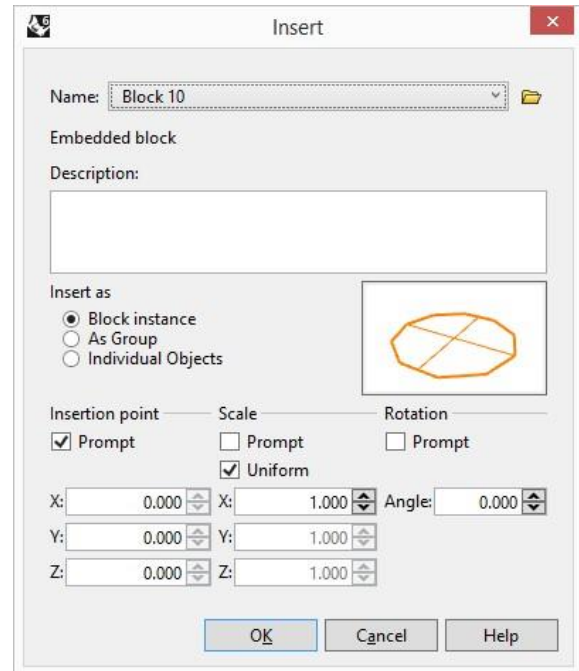 Insert
Name: Block 10
Embedded block
Description:
Insert as
Block instance
As Group
Individual Objects
Insertion point Scale Rotation
Prompt Prompt Prompt
Uniform
X: 0.000 X: 1.000 Angle: 0.000
Y: 0.000 Y: 1.000
Z: 0.000 Z: 1.000
OK Cancel Help